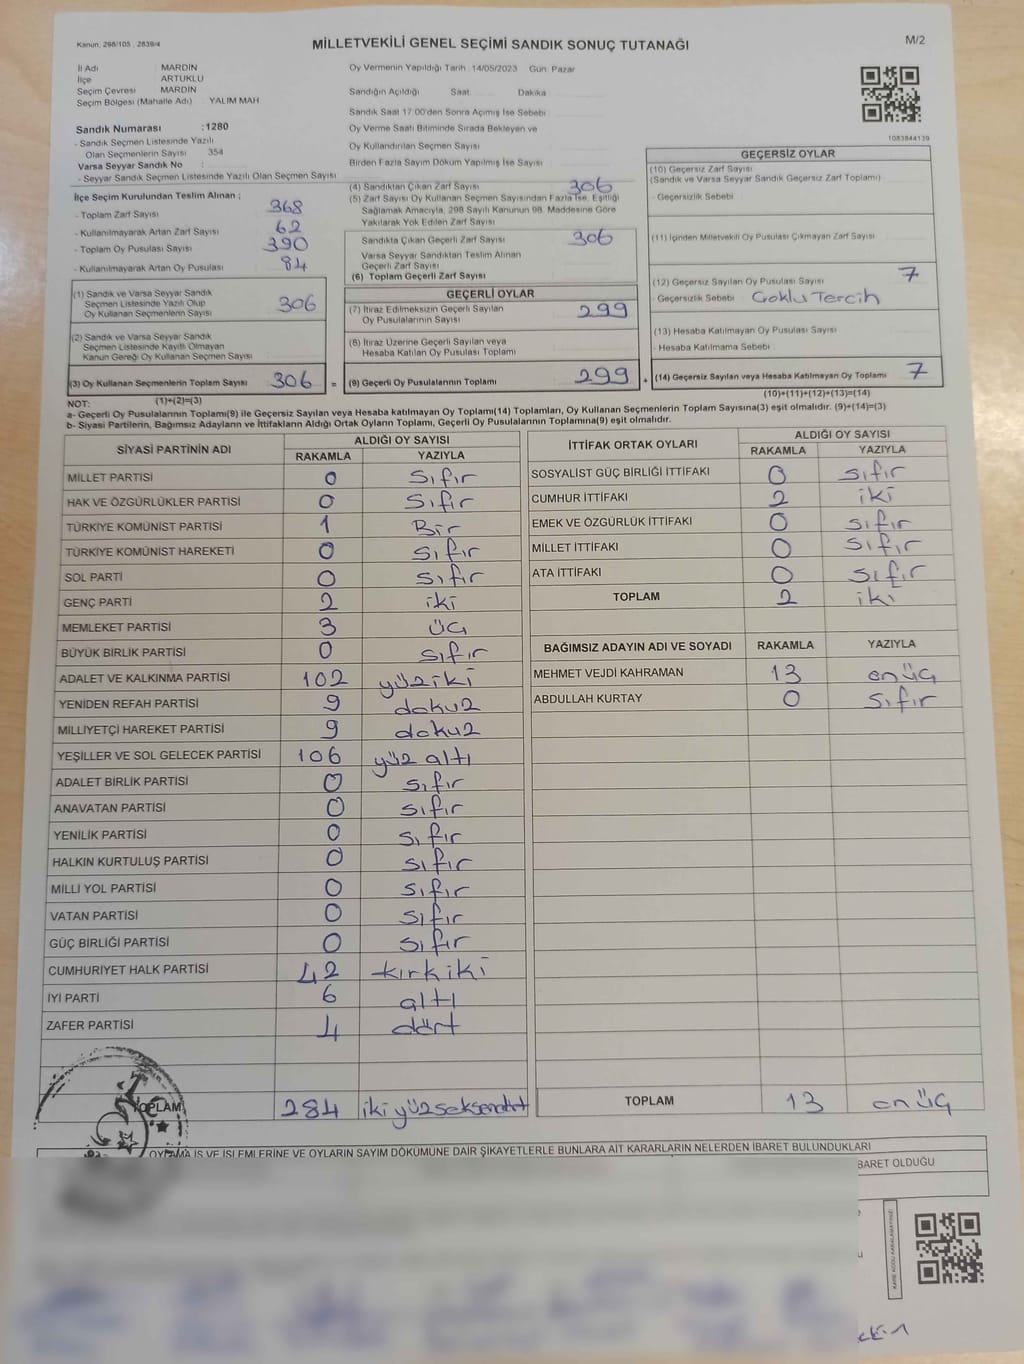 Kanun, 298/105 , 2839/4
MİLLETVEKİLİ GENEL SEÇİMİ SANDIK SONUÇ TUTANAĞI
M/2
İl Adı MARDİN
İlçe ARTUKLU
Seçim Çevresi MARDİN
Seçim Bölgesi (Mahalle Adı) YALIM MAH.
Sandık Numarası :1280
- Sandık Seçmen Listesinde Yazılı
Olan Seçmenlerin Sayısı 354
Varsa Seyyar Sandık No :
- Seyyar Sandık Seçmen Listesinde Yazılı Olan Seçmen Sayısı
Oy Vermenin Yapıldığı Tarih :14/05/2023 Gün: Pazar
Sandığın Açıldığı Saat: Dakika
Sandık Saat 17:00'den Sonra Açımış İse Sebebi
Oy Verme Saati Bitiminde Sırada Bekleyen ve
Oy Kullandırılan Seçmen Sayısı
Birden Fazla Sayım Döküm Yapılmış İse Sayısı
1083844139
İlçe Seçim Kurulundan Teslim Alınan ;
- Toplam Zarf Sayısı 368
- Kullanılmayarak Artan Zarf Sayısı 62
- Toplam Oy Pusulası Sayısı 390
- Kullanılmayarak Artan Oy Pusulası 84
(1) Sandık ve Varsa Seyyar Sandık
Seçmen Listesinde Yazılı Olup
Oy Kullanan Seçmenlerin Sayısı 306
(2) Sandık ve Varsa Seyyar Sandık
Seçmen Listesinde Kayıtlı Olmayan
Kanun Gereği Oy Kullanan Seçmen Sayısı
(3) Oy Kullanan Seçmenlerin Toplam Sayısı 306 =
(1)+(2)=(3)
(4) Sandıktan Çıkan Zarf Sayısı 306
(5) Zarf Sayısı Oy Kullanan Seçmen Sayısından Fazla İse, Eşitliği
Sağlamak Amacıyla, 298 Sayılı Kanunun 98. Maddesine Göre
Yakılarak Yok Edilen Zarf Sayısı
Sandıkta Çıkan Geçerli Zarf Sayısı 306
Varsa Seyyar Sandıktan Teslim Alınan
Geçerli Zarf Sayısı
(6) Toplam Geçerli Zarf Sayısı
GEÇERLİ OYLAR
(7) İtiraz Edilmeksizin Geçerli Sayılan
Oy Pusulalarının Sayısı 299
(8) İtiraz Üzerine Geçerli Sayılan veya
Hesaba Katılan Oy Pusulası Toplamı
(9) Geçerli Oy Pusulalarının Toplamı 299 +
GEÇERSİZ OYLAR
(10) Geçersiz Zarf Sayısı
(Sandık ve Varsa Seyyar Sandık Geçersiz Zarf Toplamı)
- Geçersizlik Sebebi
(11) İçinden Milletvekili Oy Pusulası Çıkmayan Zarf Sayısı
(12) Geçersiz Sayılan Oy Pusulası Sayısı 7
- Geçersizlik Sebebi Çoklu Tercih
(13) Hesaba Katılmayan Oy Pusulası Sayısı
- Hesaba Katılmama Sebebi
(14) Geçersiz Sayılan veya Hesaba Katılmayan Oy Toplamı 7
(10)+(11)+(12)+(13)=(14)
NOT:
a- Geçerli Oy Pusulalarının Toplamı(9) ile Geçersiz Sayılan veya Hesaba katılmayan Oy Toplamı(14) Toplamları, Oy Kullanan Seçmenlerin Toplam Sayısına(3) eşit olmalıdır. (9)+(14)=(3)
b- Siyasi Partilerin, Bağımsız Adayların ve İttifakların Aldığı Ortak Oyların Toplamı, Geçerli Oy Pusulalarının Toplamına(9) eşit olmalıdır.
SİYASİ PARTİNİN ADI ALDIĞI OY SAYISI
RAKAMLA YAZIYLA
MİLLET PARTİSİ 0 sıfır
HAK VE ÖZGÜRLÜKLER PARTİSİ 0 sıfır
TÜRKİYE KOMÜNİST PARTİSİ 1 Bir
TÜRKİYE KOMÜNİST HAREKETİ 0 sıfır
SOL PARTİ 0 sıfır
GENÇ PARTİ 2 iki
MEMLEKET PARTİSİ 3 üç
BÜYÜK BİRLİK PARTİSİ 0 sıfır
ADALET VE KALKINMA PARTİSİ 102 yüziki
YENİDEN REFAH PARTİSİ 9 dokuz
MİLLİYETÇİ HAREKET PARTİSİ 9 dokuz
YEŞİLLER VE SOL GELECEK PARTİSİ 106 yüz altı
ADALET BİRLİK PARTİSİ 0 sıfır
ANAVATAN PARTİSİ 0 sıfır
YENİLİK PARTİSİ 0 sıfır
HALKIN KURTULUŞ PARTİSİ 0 sıfır
MİLLİ YOL PARTİSİ 0 sıfır
VATAN PARTİSİ 0 sıfır
GÜÇ BİRLİĞİ PARTİSİ 0 sıfır
CUMHURİYET HALK PARTİSİ 42 kırkiki
İYİ PARTİ 6 altı
ZAFER PARTİSİ 4 dört
TOPLAM 284 ikiyüzseksendört
İTTİFAK ORTAK OYLARI ALDIĞI OY SAYISI
RAKAMLA YAZIYLA
SOSYALİST GÜÇ BİRLİĞİ İTTİFAKI 0 sıfır
CUMHUR İTTİFAKI 2 iki
EMEK VE ÖZGÜRLÜK İTTİFAKI 0 sıfır
MİLLET İTTİFAKI 0 sıfır
ATA İTTİFAKI 0 sıfır
TOPLAM 2 iki
BAĞIMSIZ ADAYIN ADI VE SOYADI RAKAMLA YAZIYLA
MEHMET VEJDİ KAHRAMAN 13 onüç
ABDULLAH KURTAY 0 sıfır
TOPLAM 13 onüç
OYLAMA İŞ VE İŞLEMLERİNE VE OYLARIN SAYIM DÖKÜMÜNE DAİR ŞİKAYETLERLE BUNLARA AİT KARARLARIN NELERDEN İBARET BULUNDUKLARI
BARET OLDUĞU